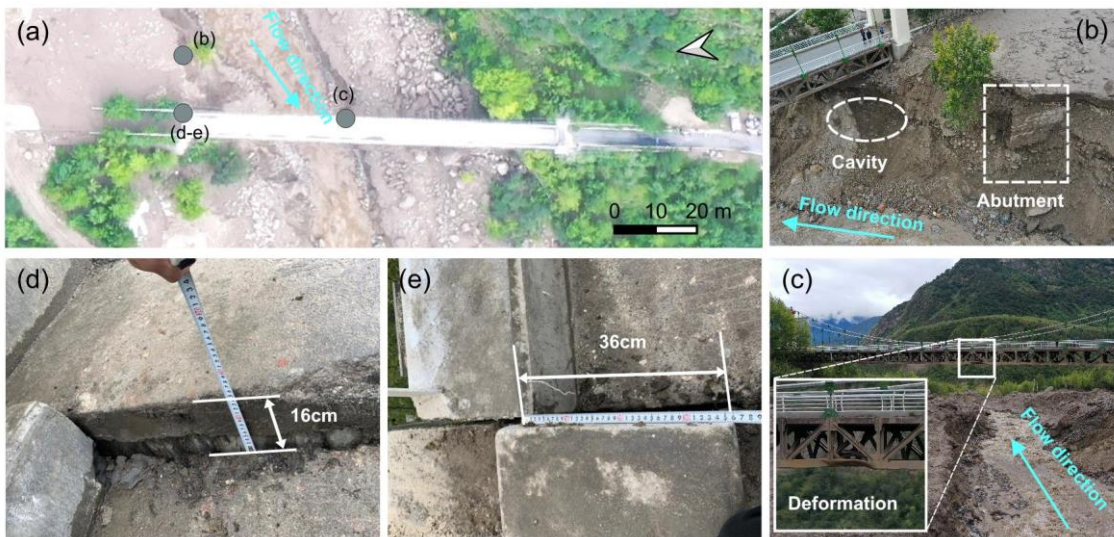 (a)
(b)
Flow direction
(c)
(d-e)
0 10 20 m
(b)
Cavity
Abutment
Flow direction
(d)
16cm
(e)
36cm
(c)
Deformation
Flow direction